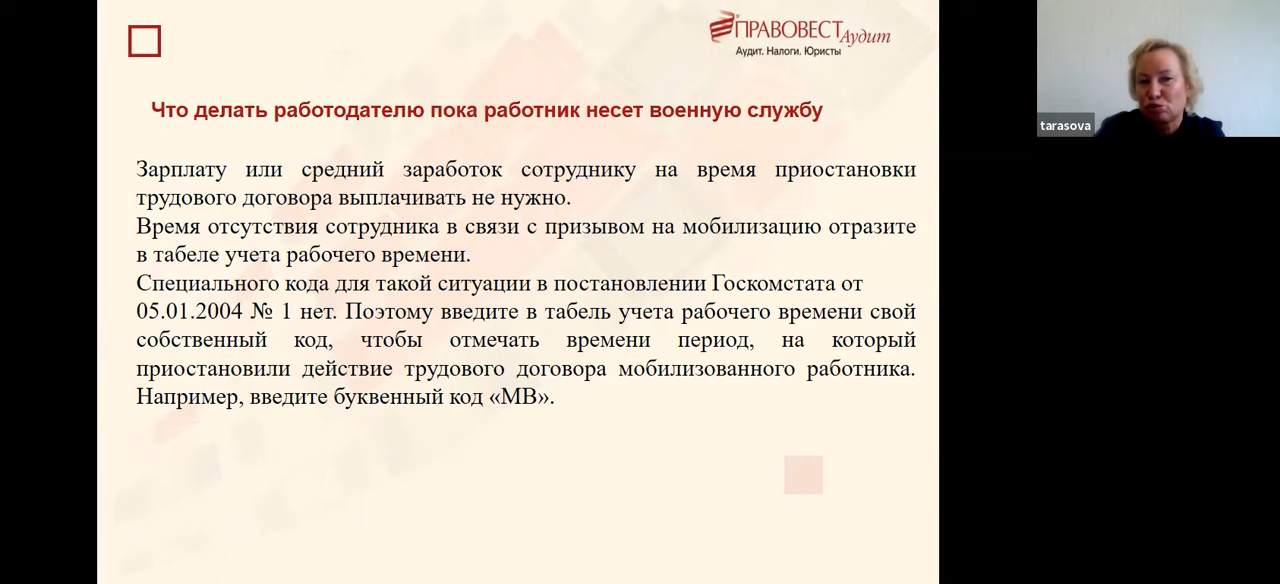 ПРАВОВЕСТ Аудит
Аудит. Налоги. Юристы
Что делать работодателю пока работник несет военную службу
tarasova
Зарплату или средний заработок сотруднику на время приостановки
трудового договора выплачивать не нужно.
Время отсутствия сотрудника в связи с призывом на мобилизацию отразите
в табеле учета рабочего времени.
Специального кода для такой ситуации в постановлении Госкомстата от
05.01.2004 № 1 нет. Поэтому введите в табель учета рабочего времени свой
собственный код, чтобы отмечать времени период, на который
приостановили действие трудового договора мобилизованного работника.
Например, введите буквенный код «МВ».